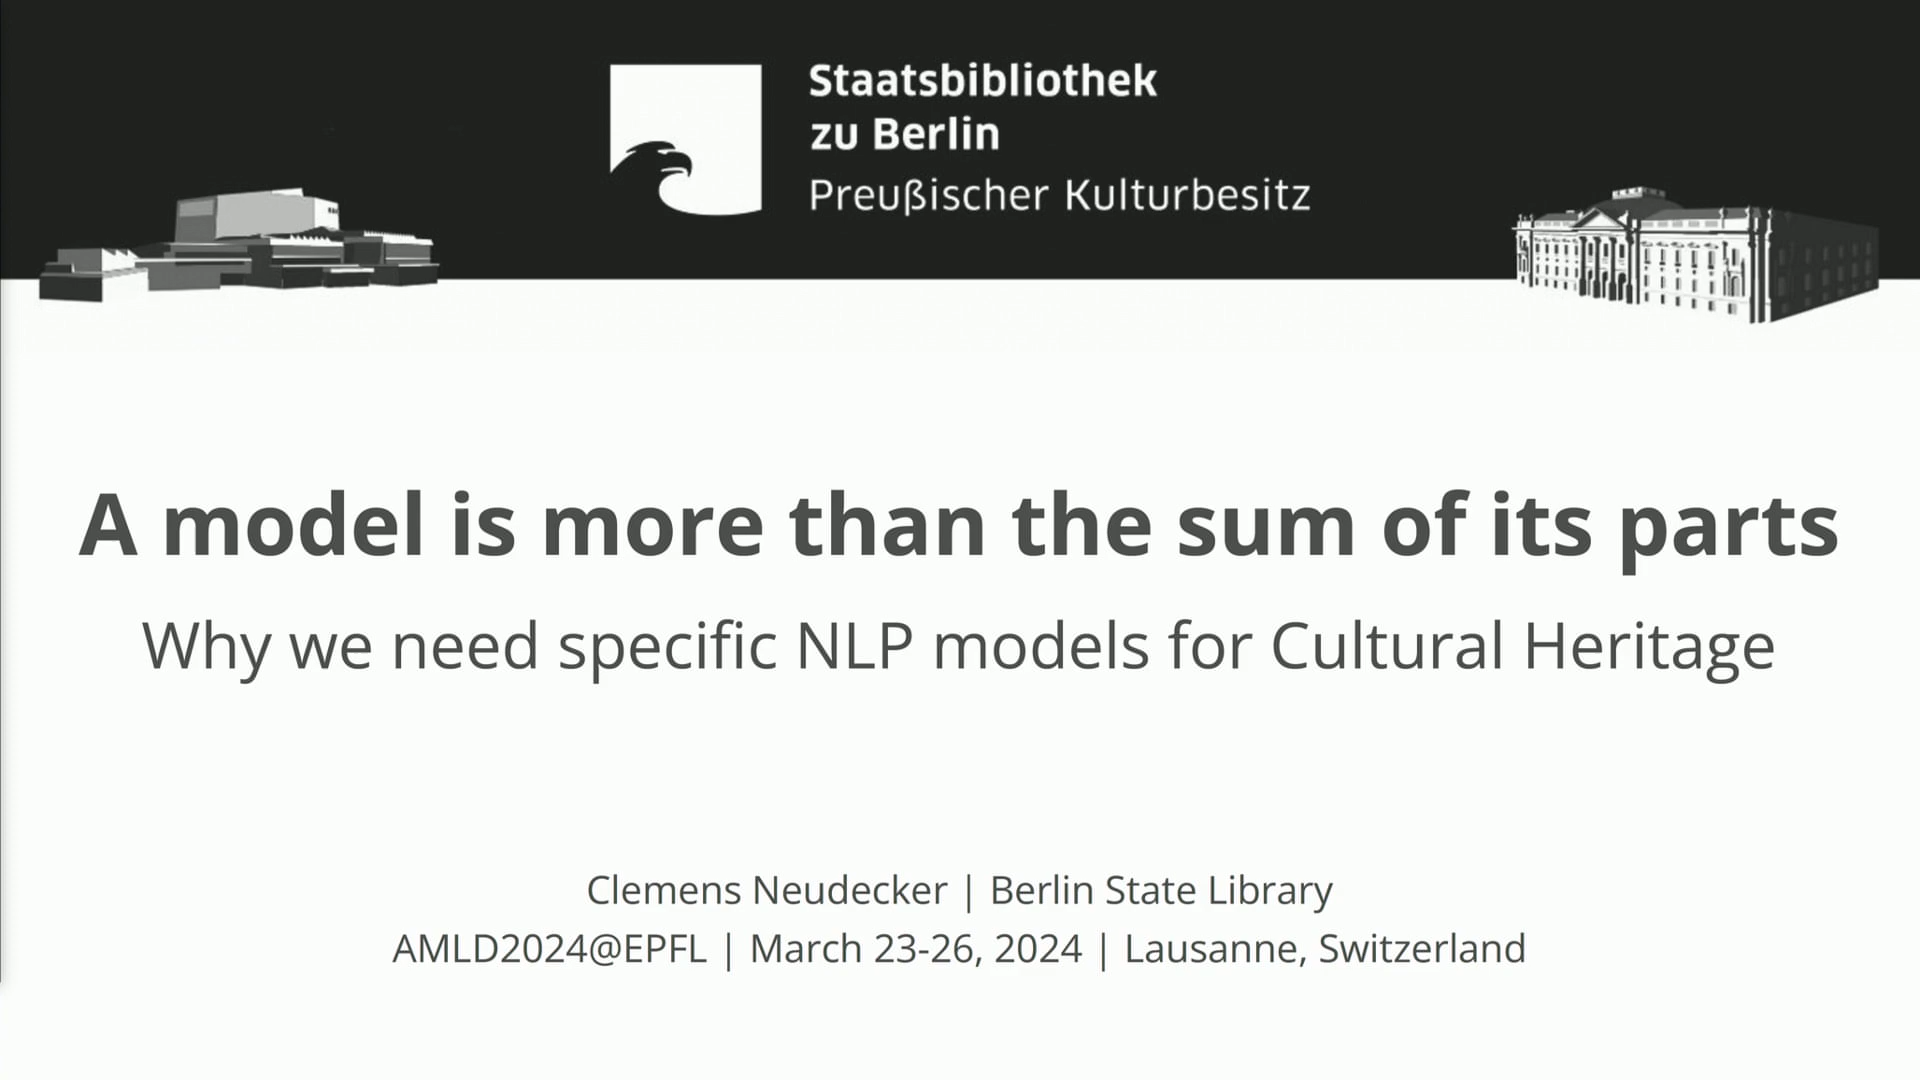 Staatsbibliothek
zu Berlin
Preußischer Kulturbesitz
A model is more than the sum of its parts
Why we need specific NLP models for Cultural Heritage
Clemens Neudecker | Berlin State Library
AMLD2024@EPFL | March 23-26, 2024 | Lausanne, Switzerland